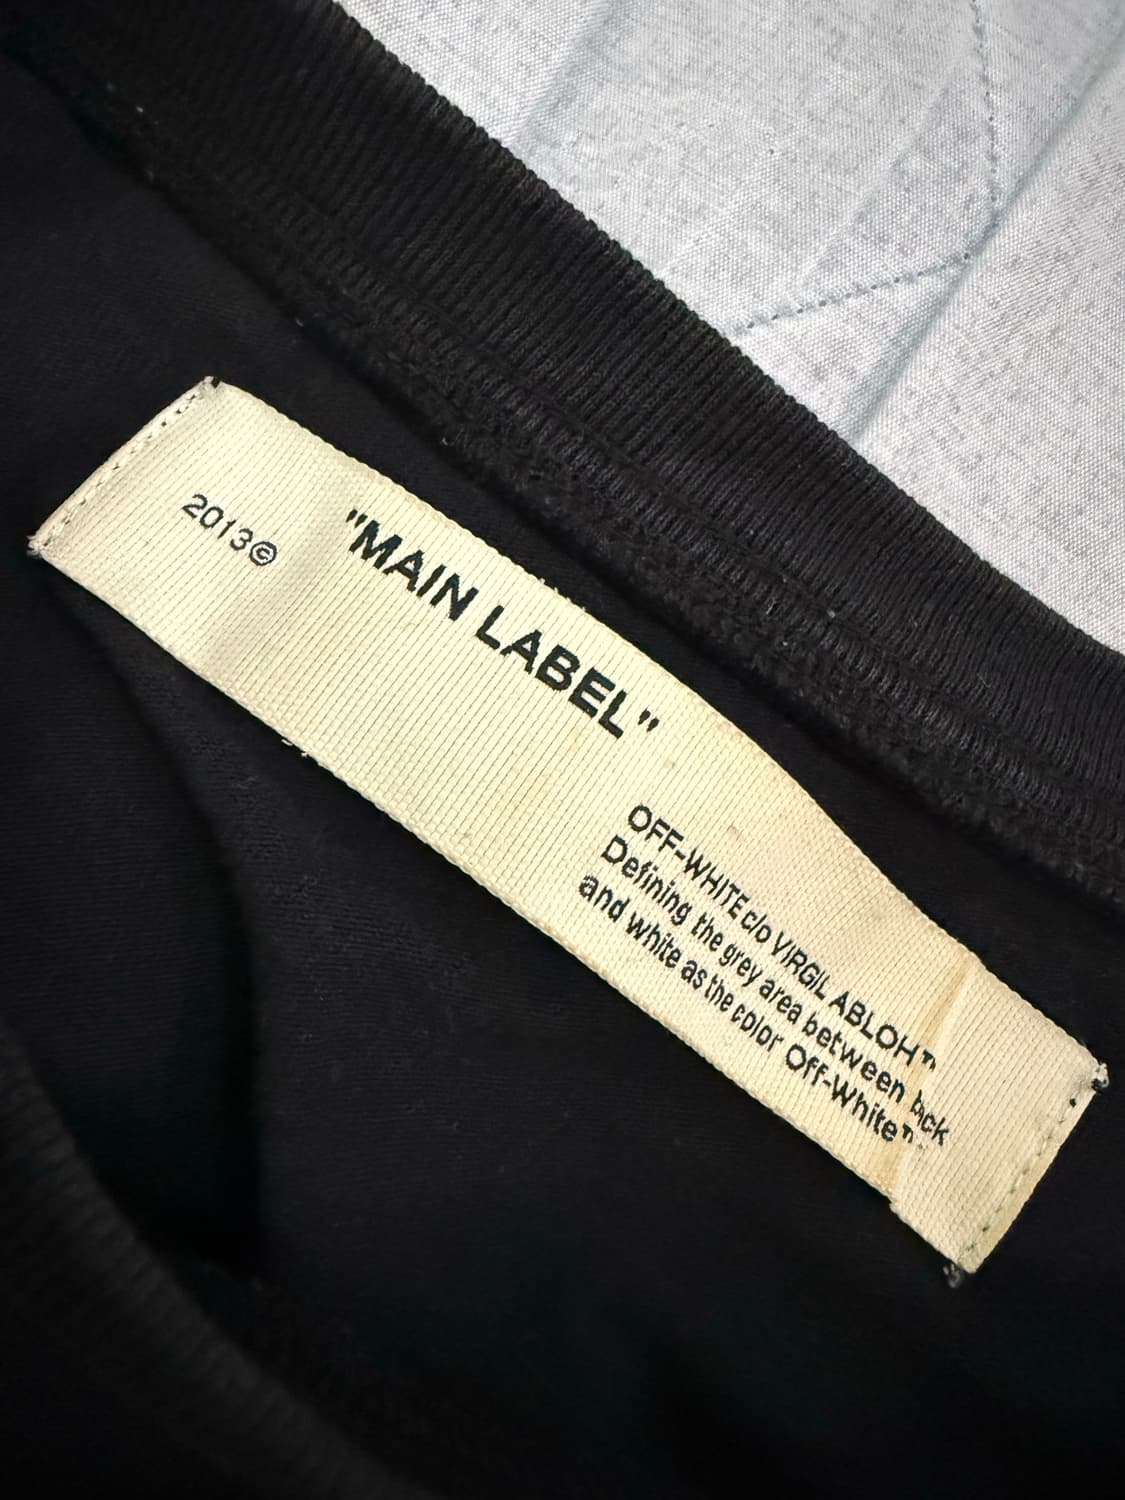 2013©
"MAIN LABEL"
OFF-WHITE c/o VIRGIL ABLOH™
Defining the grey area between
and white as the color Off-White™